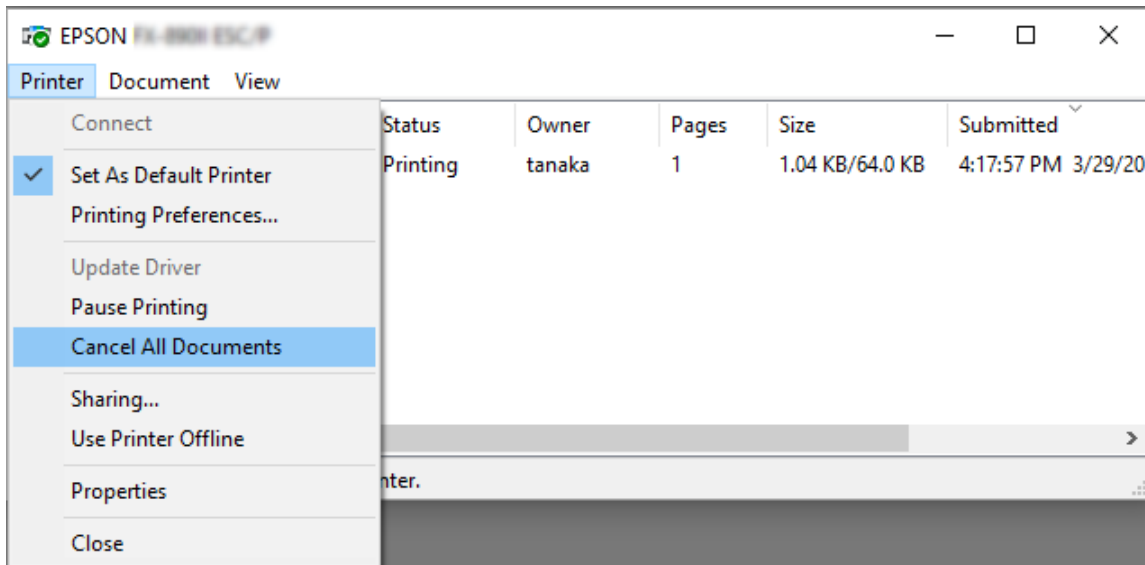 EPSON
Printer Document View
Connect
Set As Default Printer
Printing Preferences...
Update Driver
Pause Printing
Cancel All Documents
Sharing...
Use Printer Offline
Properties
Close
Status Owner Pages Size Submitted
Printing tanaka 1 1.04 KB/64.0 KB 4:17:57 PM 3/29/20
nter.